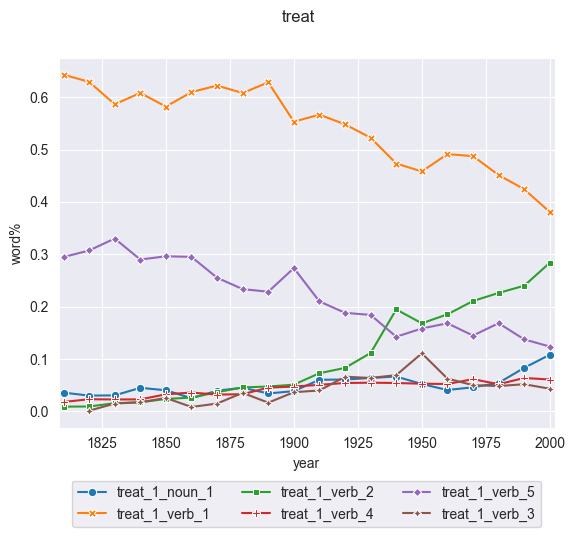 treat
0.6
0.5
0.4
0.3
0.2
0.1
0.0
word%
1825 1850 1875 1900 1925 1950 1975 2000
year
treat_1_noun_1 treat_1_verb_2 treat_1_verb_5
treat_1_verb_1 treat_1_verb_4 treat_1_verb_3